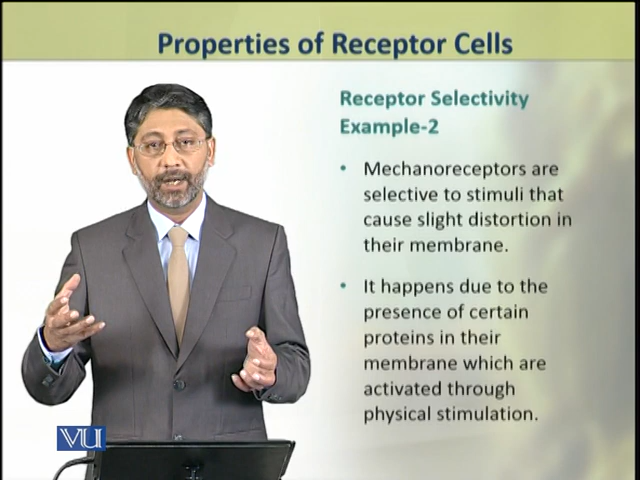 Properties of Receptor Cells
Receptor Selectivity
Example-2
• Mechanoreceptors are
selective to stimuli that
cause slight distortion in
their membrane.
• It happens due to the
presence of certain
proteins in their
membrane which are
activated through
physical stimulation.
VU